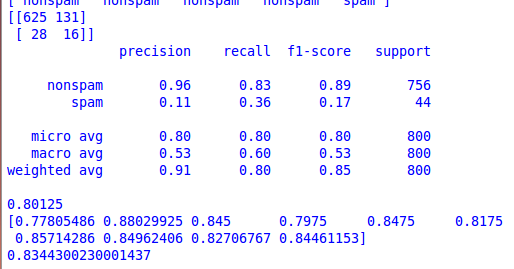 [ 'nonspam' 'nonspam' 'nonspam' 'nonspam' 'spam']
[[625 131]
[ 28 16]]
precision recall f1-score support
nonspam 0.96 0.83 0.89 756
spam 0.11 0.36 0.17 44
micro avg 0.80 0.80 0.80 800
macro avg 0.53 0.60 0.53 800
weighted avg 0.91 0.80 0.85 800
0.80125
[0.77805486 0.88029925 0.845 0.7975 0.8475 0.8175
0.85714286 0.84962406 0.82706767 0.84461153]
0.8344300230001437